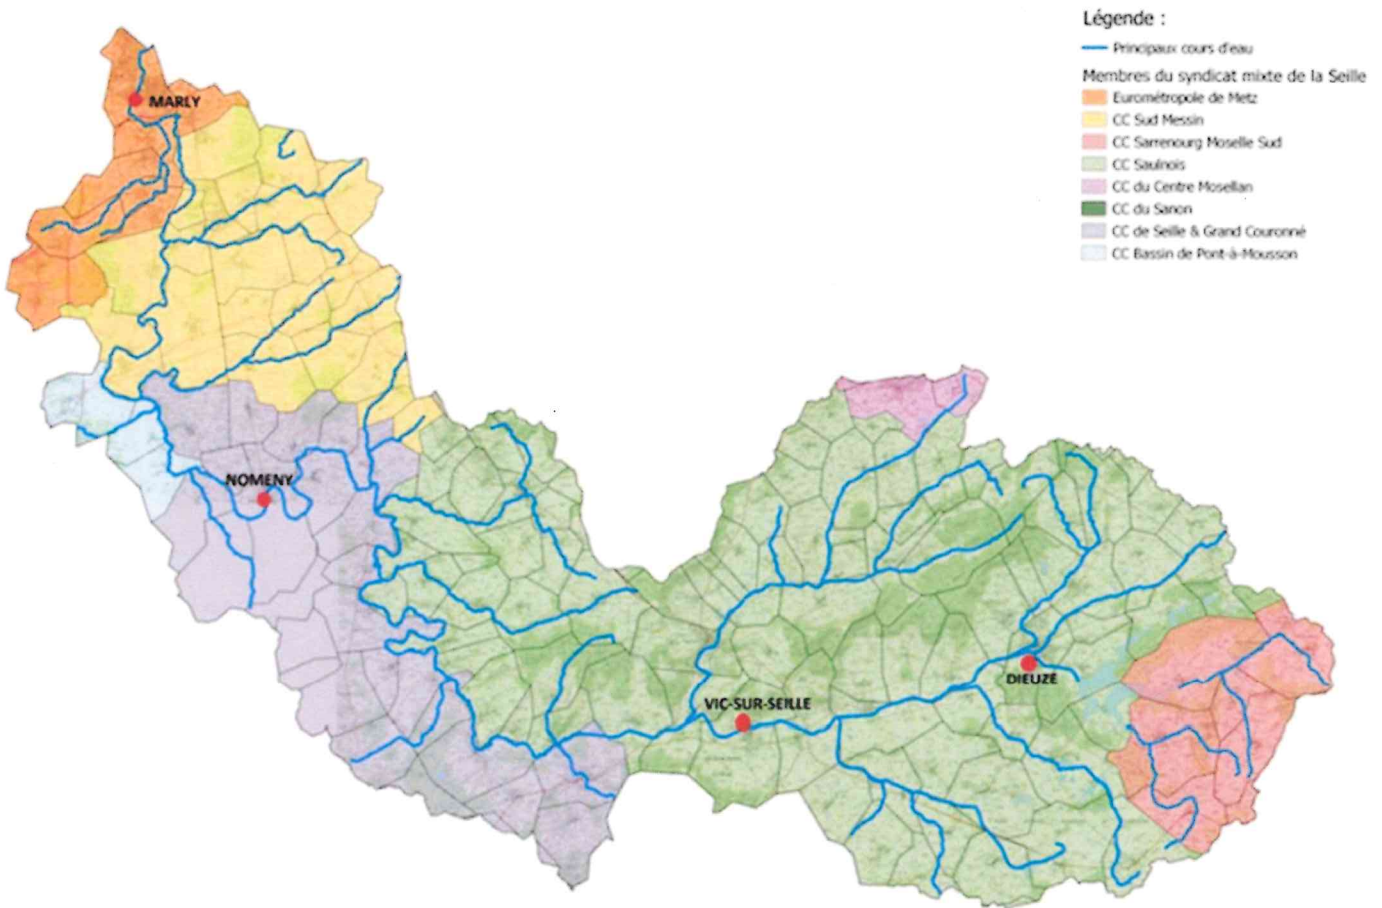 Légende :
Principaux cours d'eau
Membres du syndicat mixte de la Seille
Eurométropole de Metz
CC Sud Messin
CC Sarrenourg Moselle Sud
CC Saulnois
CC du Centre Mosellan
CC du Sanon
CC de Seille & Grand Couronné
CC Bassin de Pont-à-Mousson
MARLY
NOMENY
VIC-SUR-SEILLE
DIEUZE